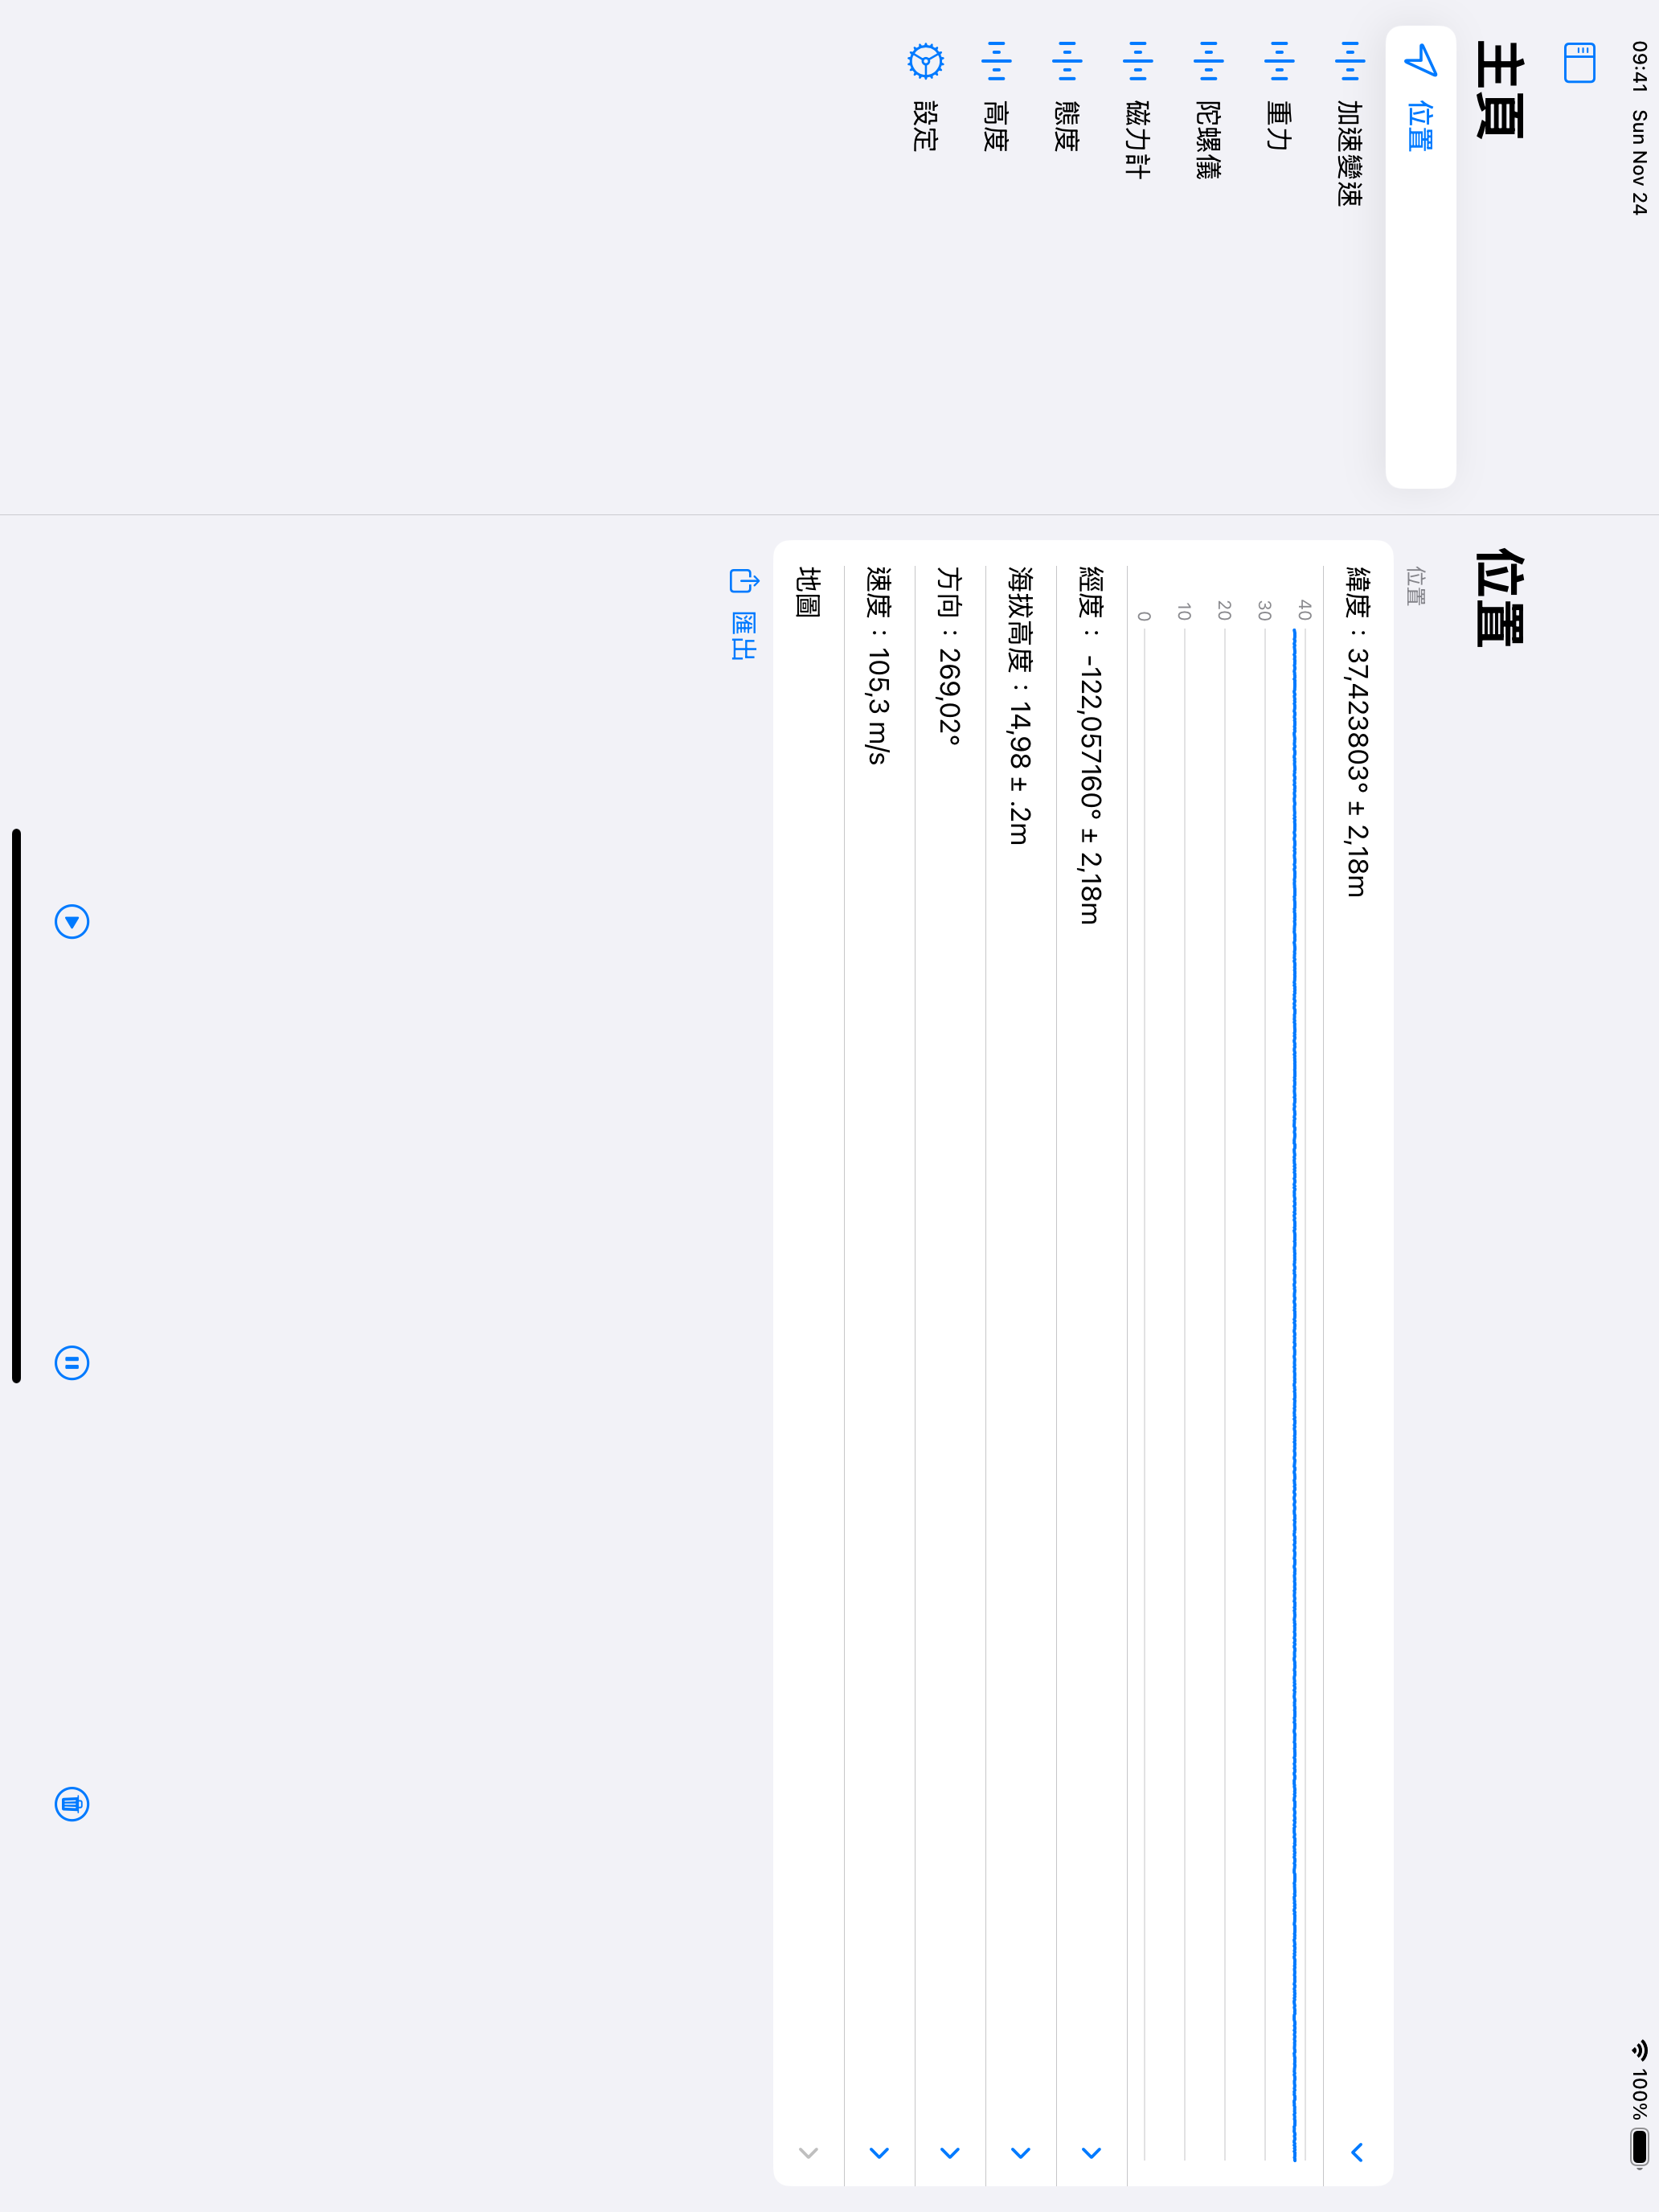 09:41 Sun Nov 24
100%
主頁
位置
加速變速
重力
陀螺儀
磁力計
態度
高度
設定
位置
位置
緯度：37,423803° ± 2,18m
40
30
20
10
0
經度： -122,057160° ± 2,18m
海拔高度：14,98 ± .2m
方向：269,02°
速度：105,3 m/s
地圖
匯出